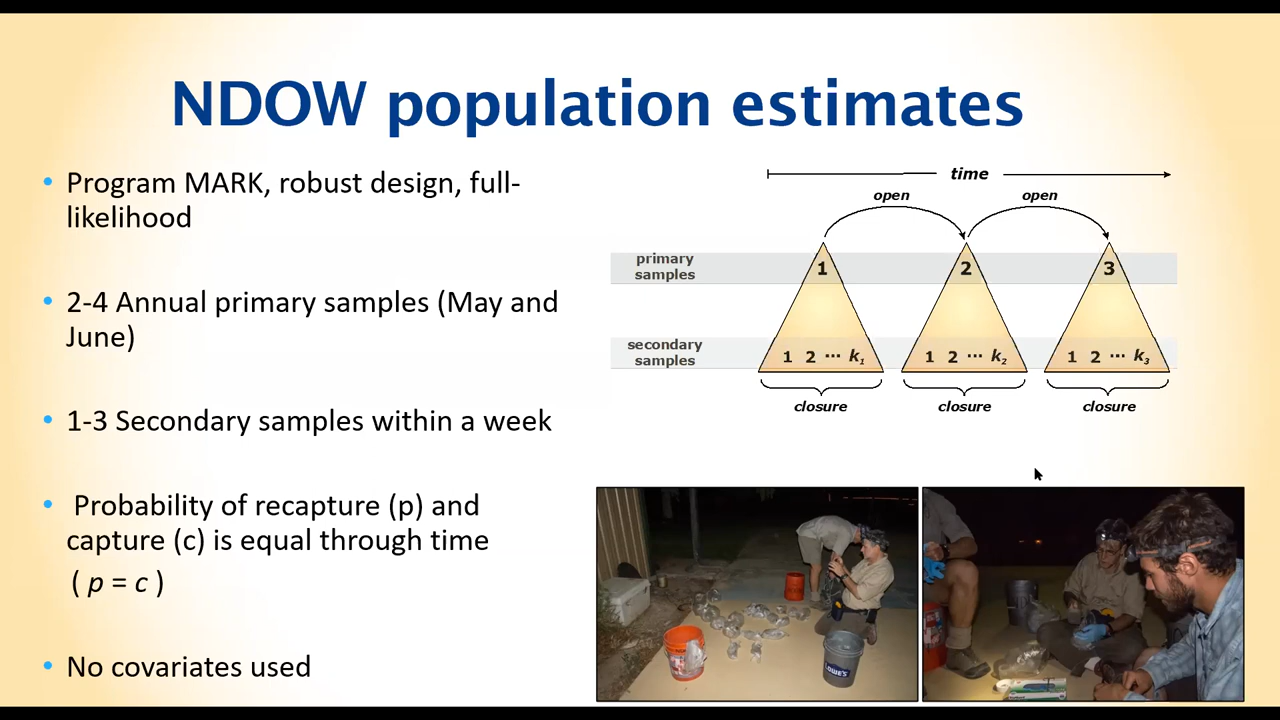 NDOW population estimates
• Program MARK, robust design, full-
likelihood
• 2-4 Annual primary samples (May and
June)
• 1-3 Secondary samples within a week
• Probability of recapture (p) and
capture (c) is equal through time
( p = c )
• No covariates used
time
open open
primary
samples
1 2 3
secondary
samples
1 2 ··· k₁ 1 2 ··· k₂ 1 2 ··· k₃
closure closure closure
LOWE'S